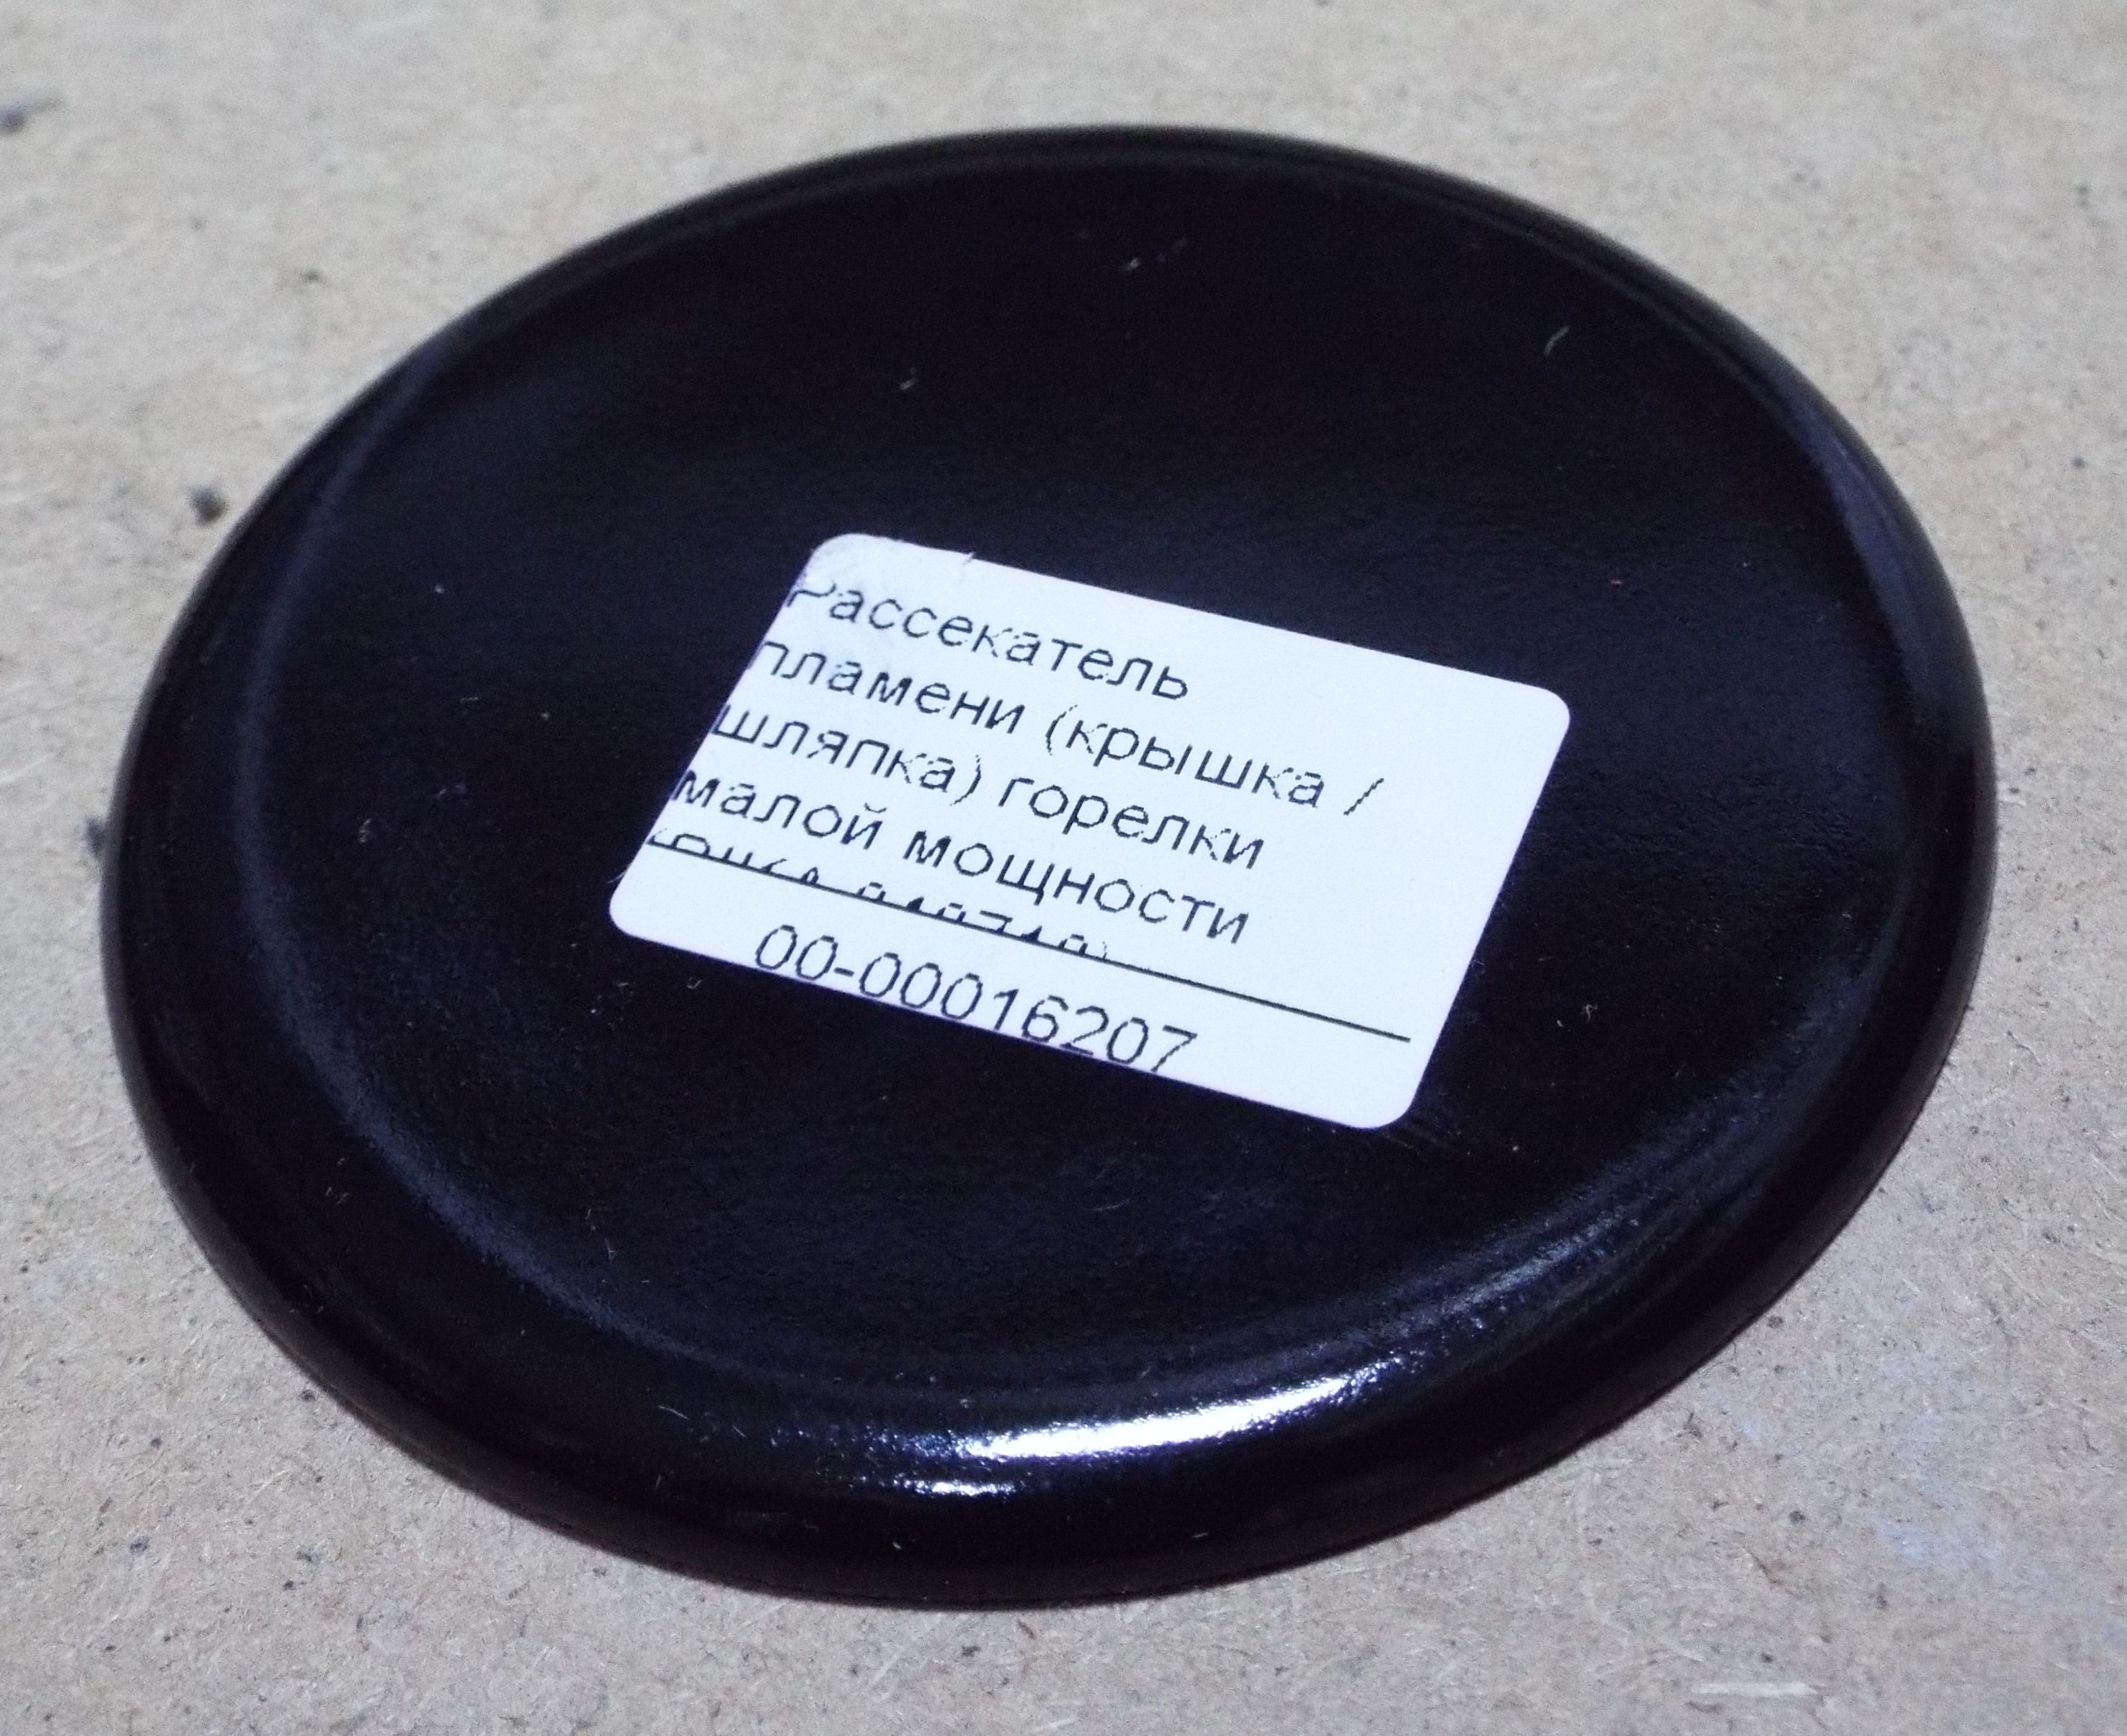 Рассекатель
пламени (крышка /
шляпка) горелки
малой мощности
00-00016207